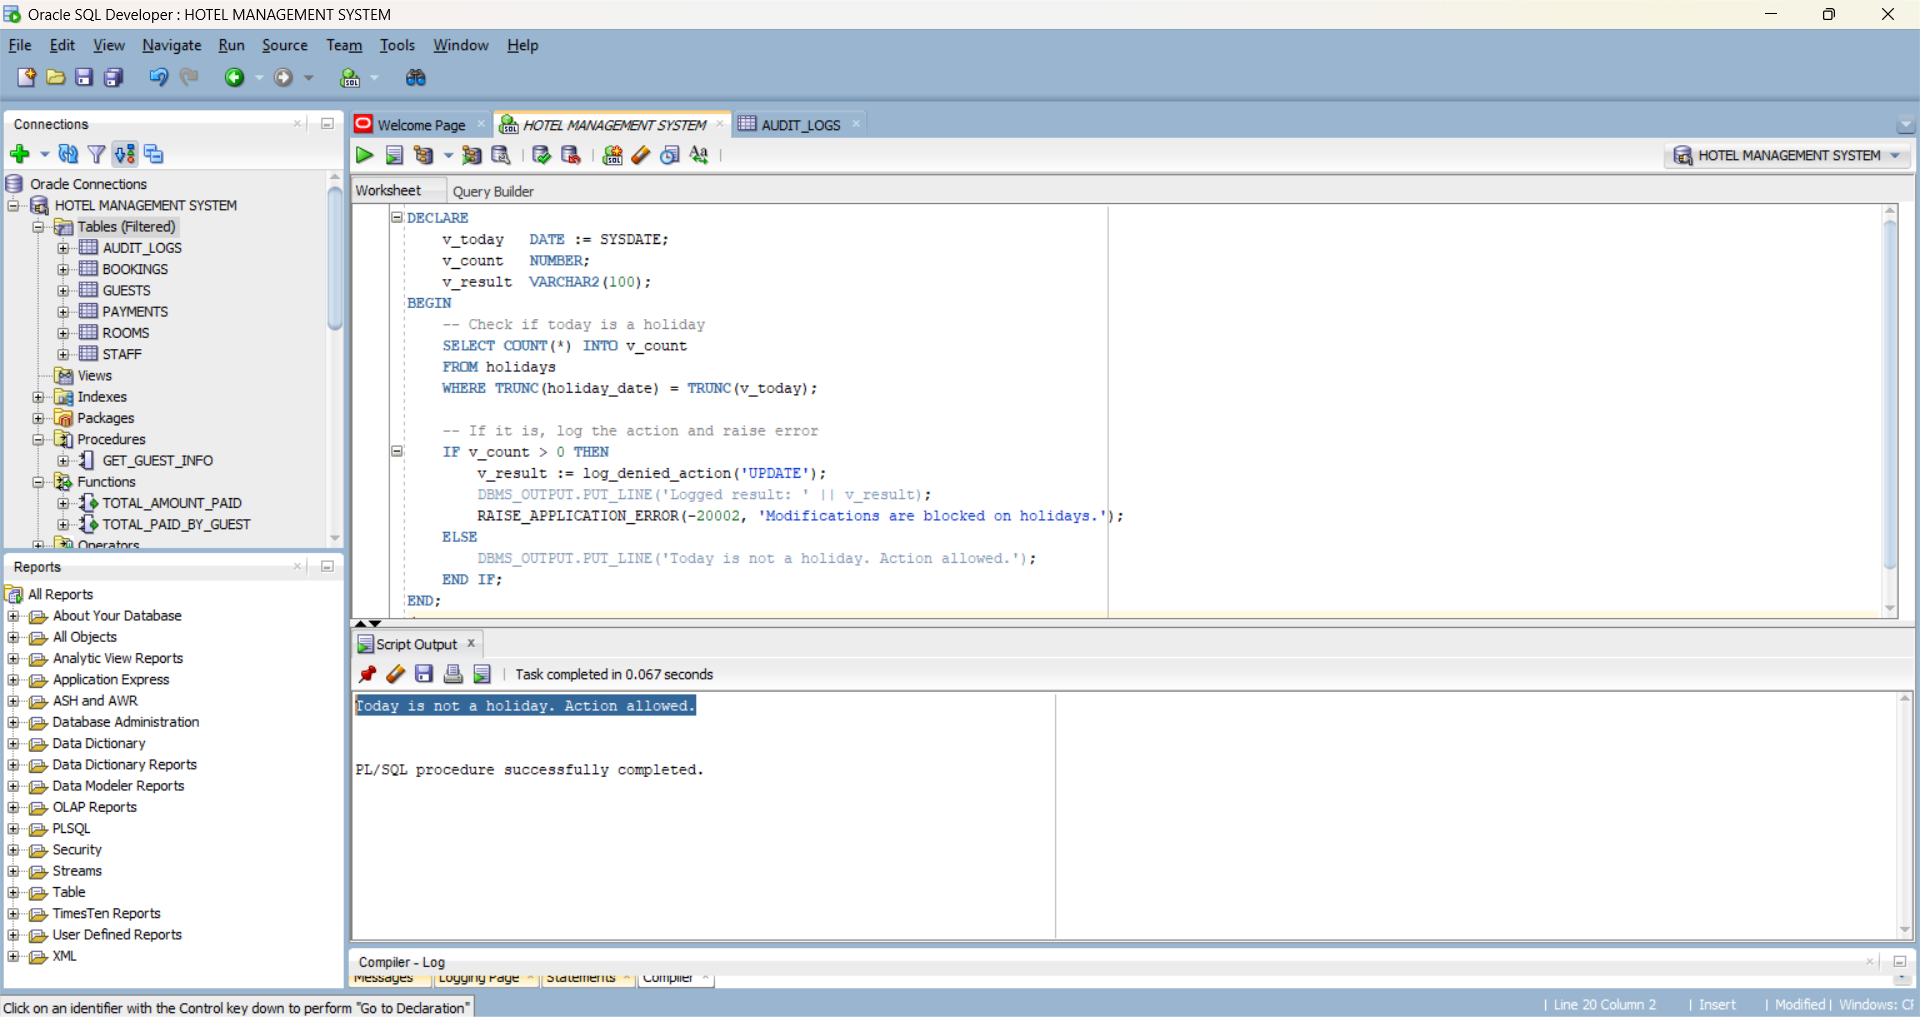 Oracle SQL Developer : HOTEL MANAGEMENT SYSTEM
File Edit View Navigate Run Source Team Tools Window Help
Connections
Oracle Connections
HOTEL MANAGEMENT SYSTEM
Tables (Filtered)
AUDIT_LOGS
BOOKINGS
GUESTS
PAYMENTS
ROOMS
STAFF
Views
Indexes
Packages
Procedures
GET_GUEST_INFO
Functions
TOTAL_AMOUNT_PAID
TOTAL_PAID_BY_GUEST
Operators
Reports
All Reports
About Your Database
All Objects
Analytic View Reports
Application Express
ASH and AWR
Database Administration
Data Dictionary
Data Dictionary Reports
Data Modeler Reports
OLAP Reports
PLSQL
Security
Streams
Table
TimesTen Reports
User Defined Reports
XML
Welcome Page HOTEL MANAGEMENT SYSTEM AUDIT_LOGS
HOTEL MANAGEMENT SYSTEM
Worksheet Query Builder
DECLARE
    v_today   DATE := SYSDATE;
    v_count   NUMBER;
    v_result  VARCHAR2(100);
BEGIN
    -- Check if today is a holiday
    SELECT COUNT(*) INTO v_count
    FROM holidays
    WHERE TRUNC(holiday_date) = TRUNC(v_today);
    -- If it is, log the action and raise error
    IF v_count > 0 THEN
        v_result := log_denied_action('UPDATE');
        DBMS_OUTPUT.PUT_LINE('Logged result: ' || v_result);
        RAISE_APPLICATION_ERROR(-20002, 'Modifications are blocked on holidays.');
    ELSE
        DBMS_OUTPUT.PUT_LINE('Today is not a holiday. Action allowed.');
    END IF;
END;
Script Output
Task completed in 0.067 seconds
Today is not a holiday. Action allowed.
PL/SQL procedure successfully completed.
Compiler - Log
Messages Logging Page Statements Compiler
Click on an identifier with the Control key down to perform "Go to Declaration"
| Line 20 Column 2 | Insert | Modified | Windows: CF